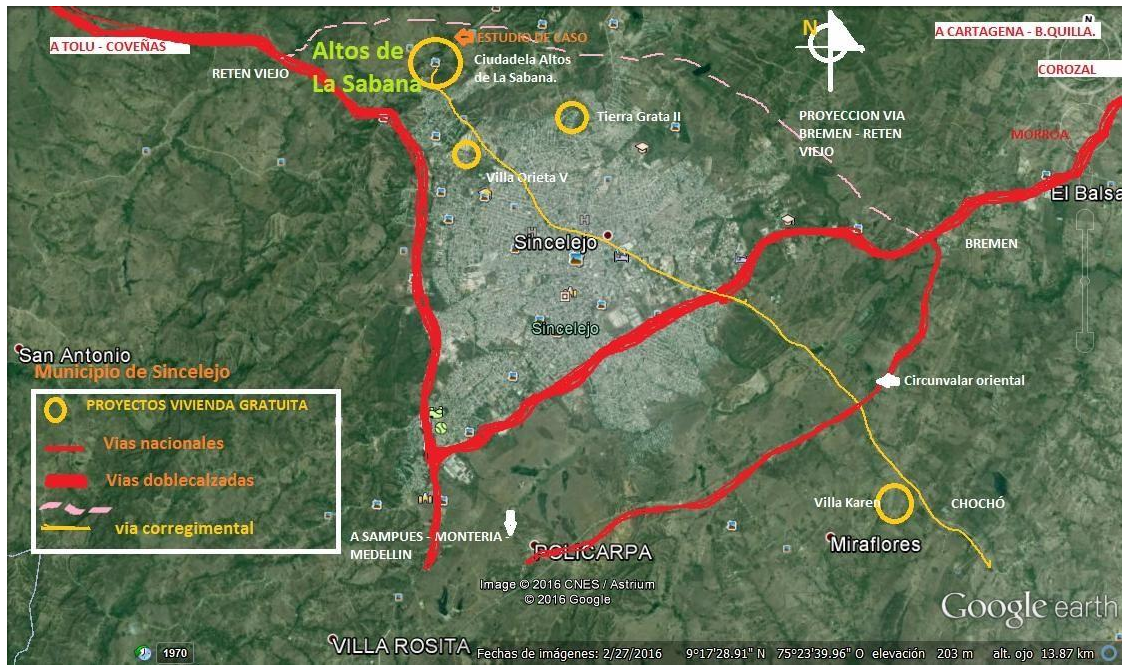 A TOLU - COVEÑAS
RETEN VIEJO
Altos de
La Sabana
ESTUDIO DE CASO
Ciudadela Altos
de La Sabana.
Tierra Grata II
Villa Orieta V
N
N
A CARTAGENA - B.QUILLA.
COROZAL
PROYECCION VIA
BREMEN - RETEN
VIEJO
MORROA
El Balsa
BREMEN
Sincelejo
Sincelejo
San Antonio
Municipio de Sincelejo
PROYECTOS VIVIENDA GRATUITA
Vias nacionales
Vias doblecalzadas
vía corregimental
Circunvalar oriental
Villa Karen
CHOCHÓ
Miraflores
A SAMPUES - MONTERIA -
MEDELLIN
POLICARPA
Image © 2016 CNES / Astrium
© 2016 Google
Google earth
VILLA ROSITA
1970
Fechas de imágenes: 2/27/2016 9°17'28.91" N 75°23'39.96" O elevación 203 m alt. ojo 13.87 km